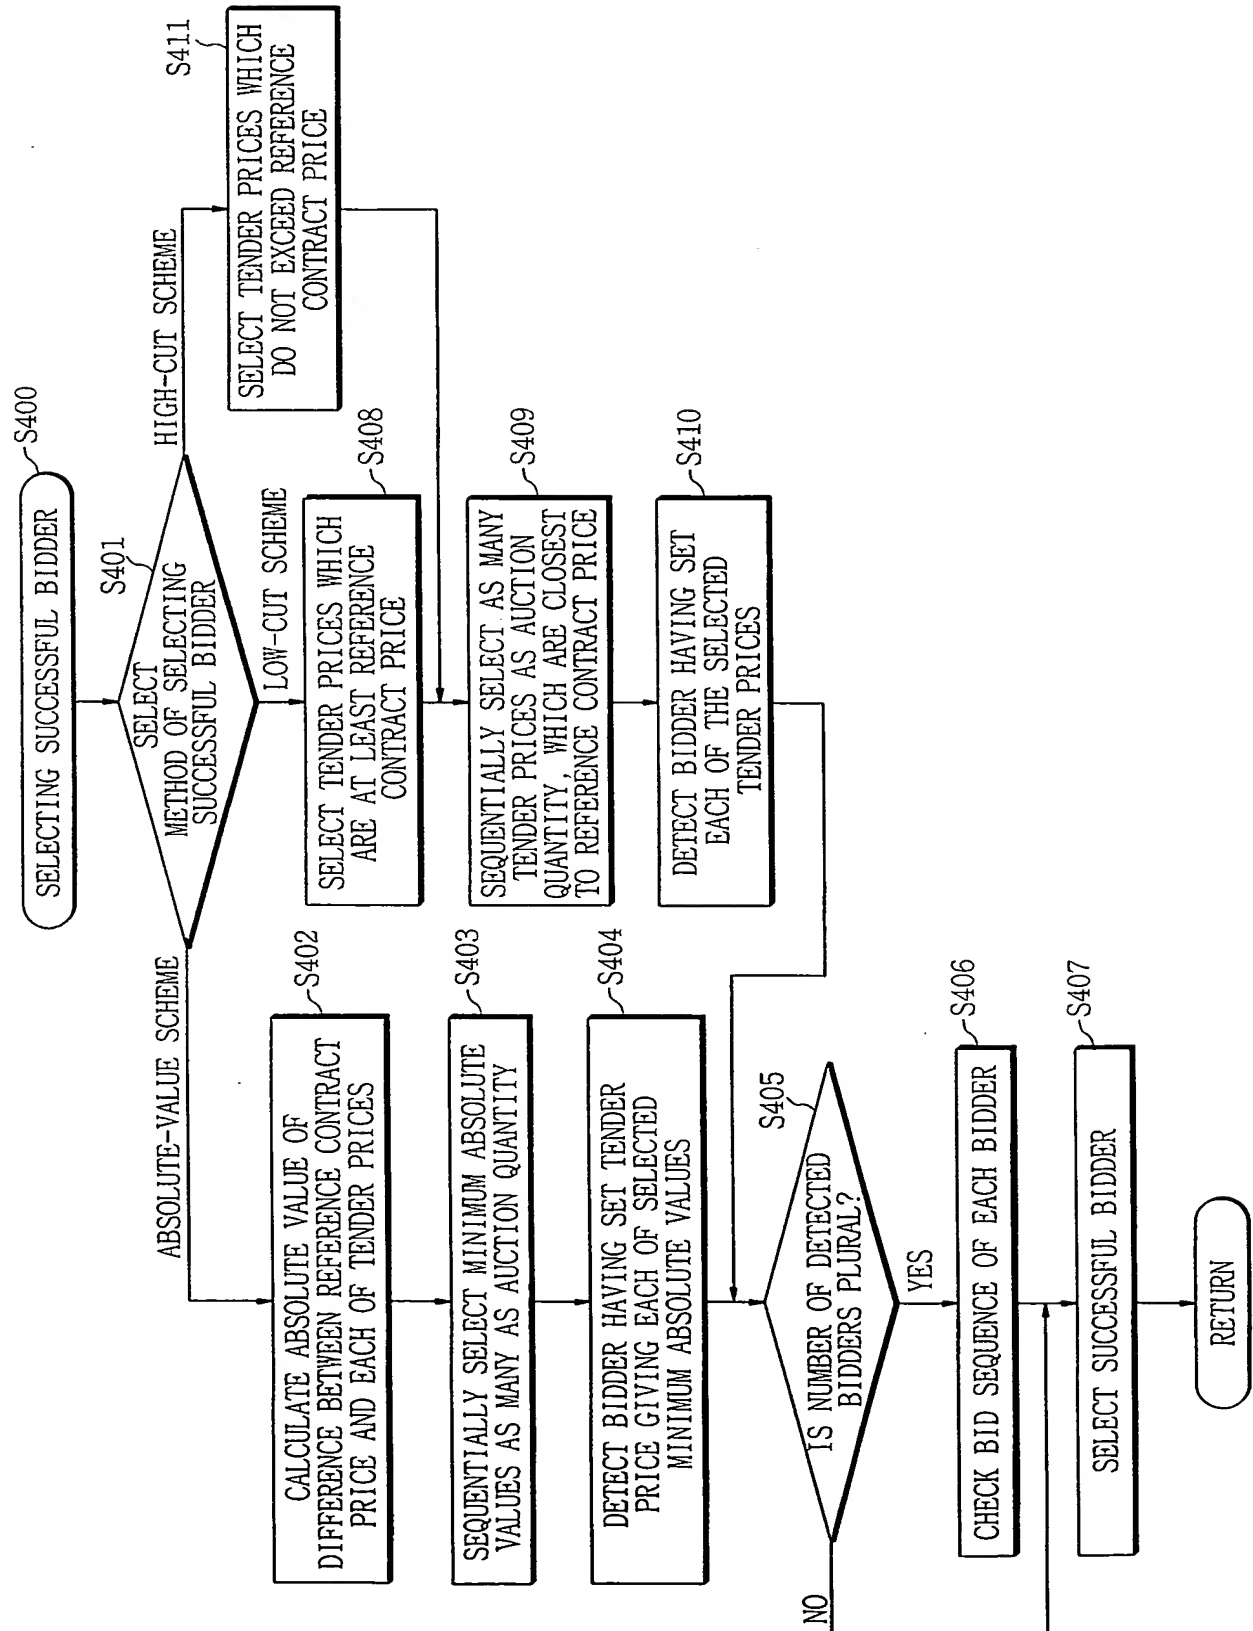 SELECTING SUCCESSFUL BIDDER
S400
SELECT
METHOD OF SELECTING
SUCCESSFUL BIDDER
S401
ABSOLUTE-VALUE SCHEME
LOW-CUT SCHEME
HIGH-CUT SCHEME
CALCULATE ABSOLUTE VALUE OF
DIFFERENCE BETWEEN REFERENCE CONTRACT
PRICE AND EACH OF TENDER PRICES
S402
SEQUENTIALLY SELECT MINIMUM ABSOLUTE
VALUES AS MANY AS AUCTION QUANTITY
S403
DETECT BIDDER HAVING SET TENDER
PRICE GIVING EACH OF SELECTED
MINIMUM ABSOLUTE VALUES
S404
SELECT TENDER PRICES WHICH
ARE AT LEAST REFERENCE
CONTRACT PRICE
S408
SEQUENTIALLY SELECT AS MANY
TENDER PRICES AS AUCTION
QUANTITY, WHICH ARE CLOSEST
TO REFERENCE CONTRACT PRICE
S409
DETECT BIDDER HAVING SET
EACH OF THE SELECTED
TENDER PRICES
S410
SELECT TENDER PRICES WHICH
DO NOT EXCEED REFERENCE
CONTRACT PRICE
S411
IS NUMBER OF DETECTED
BIDDERS PLURAL?
S405
NO
YES
CHECK BID SEQUENCE OF EACH BIDDER
S406
SELECT SUCCESSFUL BIDDER
S407
RETURN